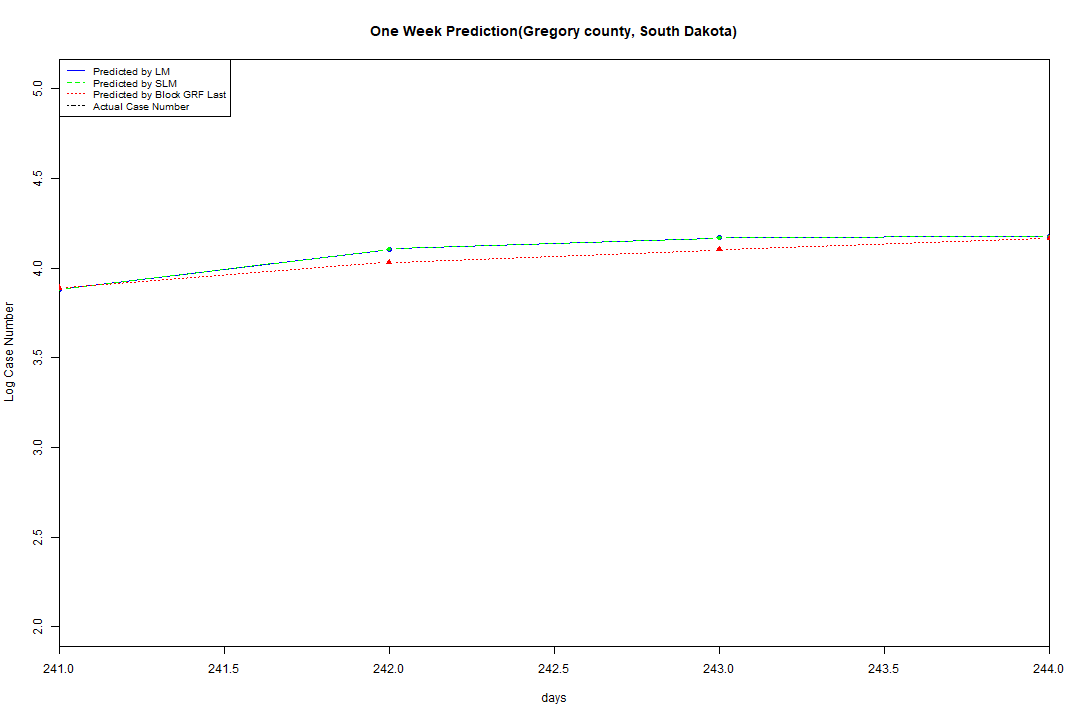 One Week Prediction(Gregory county, South Dakota)
Predicted by LM
Predicted by SLM
Predicted by Block GRF Last
Actual Case Number
5.0
4.5
4.0
3.5
3.0
2.5
2.0
Log Case Number
241.0 241.5 242.0 242.5 243.0 243.5 244.0
days